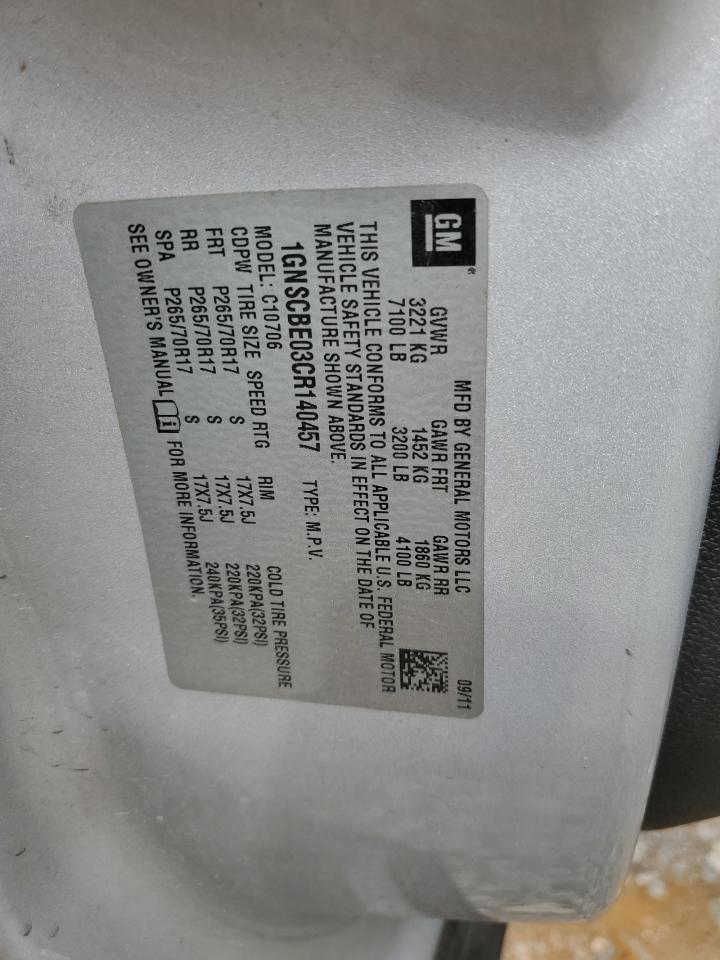 GM
MFD BY GENERAL MOTORS LLC 09/11
GVWR GAWR FRT GAWR RR
3221 KG 1452 KG 1860 KG
7100 LB 3200 LB 4100 LB
THIS VEHICLE CONFORMS TO ALL APPLICABLE U.S. FEDERAL MOTOR
VEHICLE SAFETY STANDARDS IN EFFECT ON THE DATE OF
MANUFACTURE SHOWN ABOVE.
1GNSCBE03CR140457 TYPE: M.P.V.
MODEL: C10706
CDPW TIRE SIZE SPEED RTG RIM COLD TIRE PRESSURE
FRT P265/70R17 S 17X7.5J 220KPA(32PSI)
RR P265/70R17 S 17X7.5J 220KPA(32PSI)
SPA P265/70R17 S 17X7.5J 240KPA(35PSI)
SEE OWNER'S MANUAL FOR MORE INFORMATION.